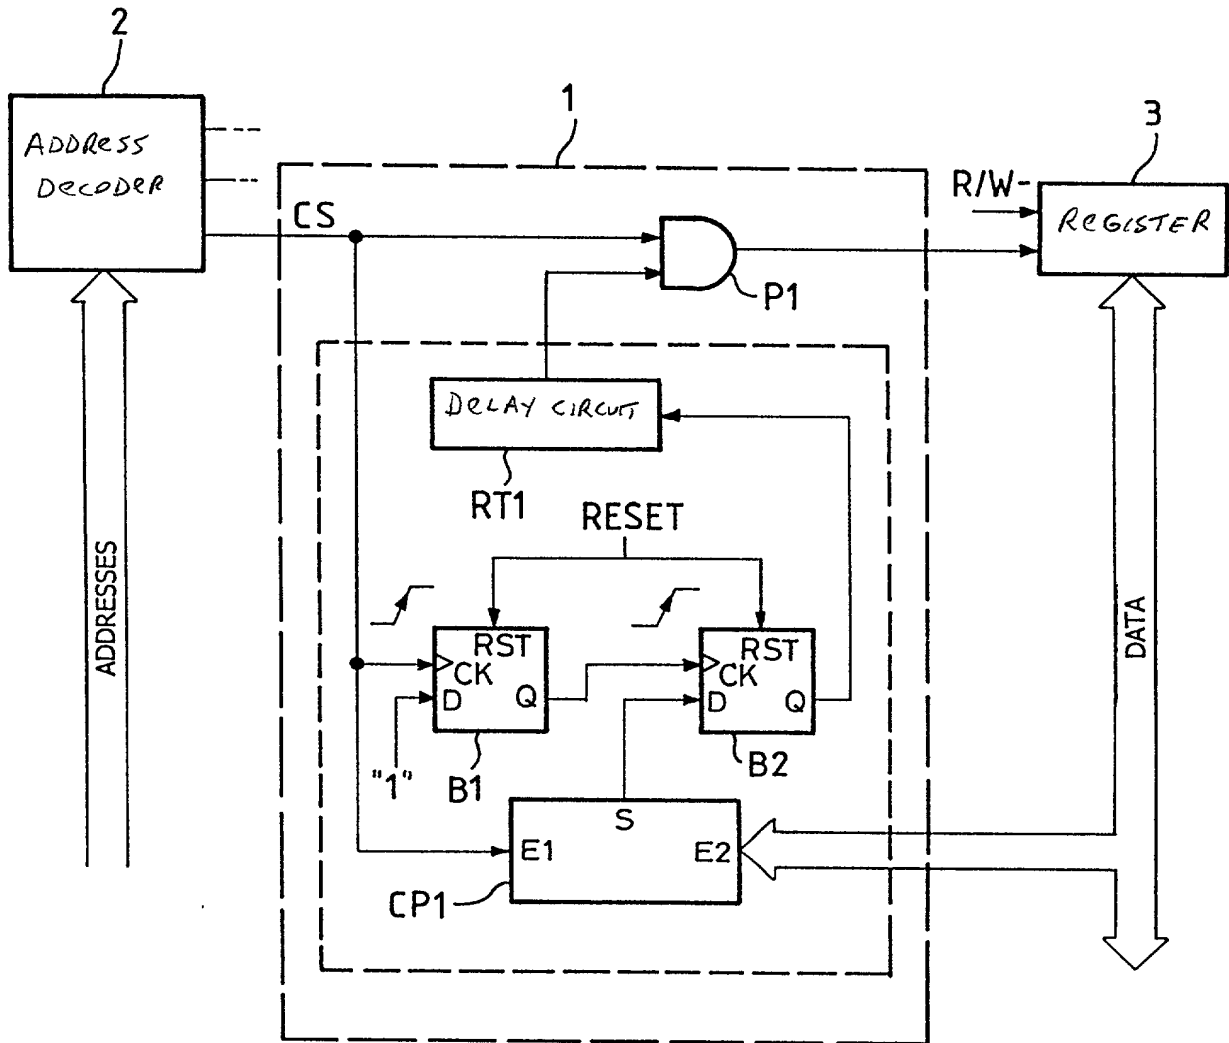 2
ADDRESS
DECODER
1
3
R/W-
REGISTER
CS
P1
DELAY CIRCUIT
RT1
RESET
ADDRESSES
DATA
RST
CK
D Q
RST
CK
D Q
"1"
B1
B2
S
E1 E2
CP1